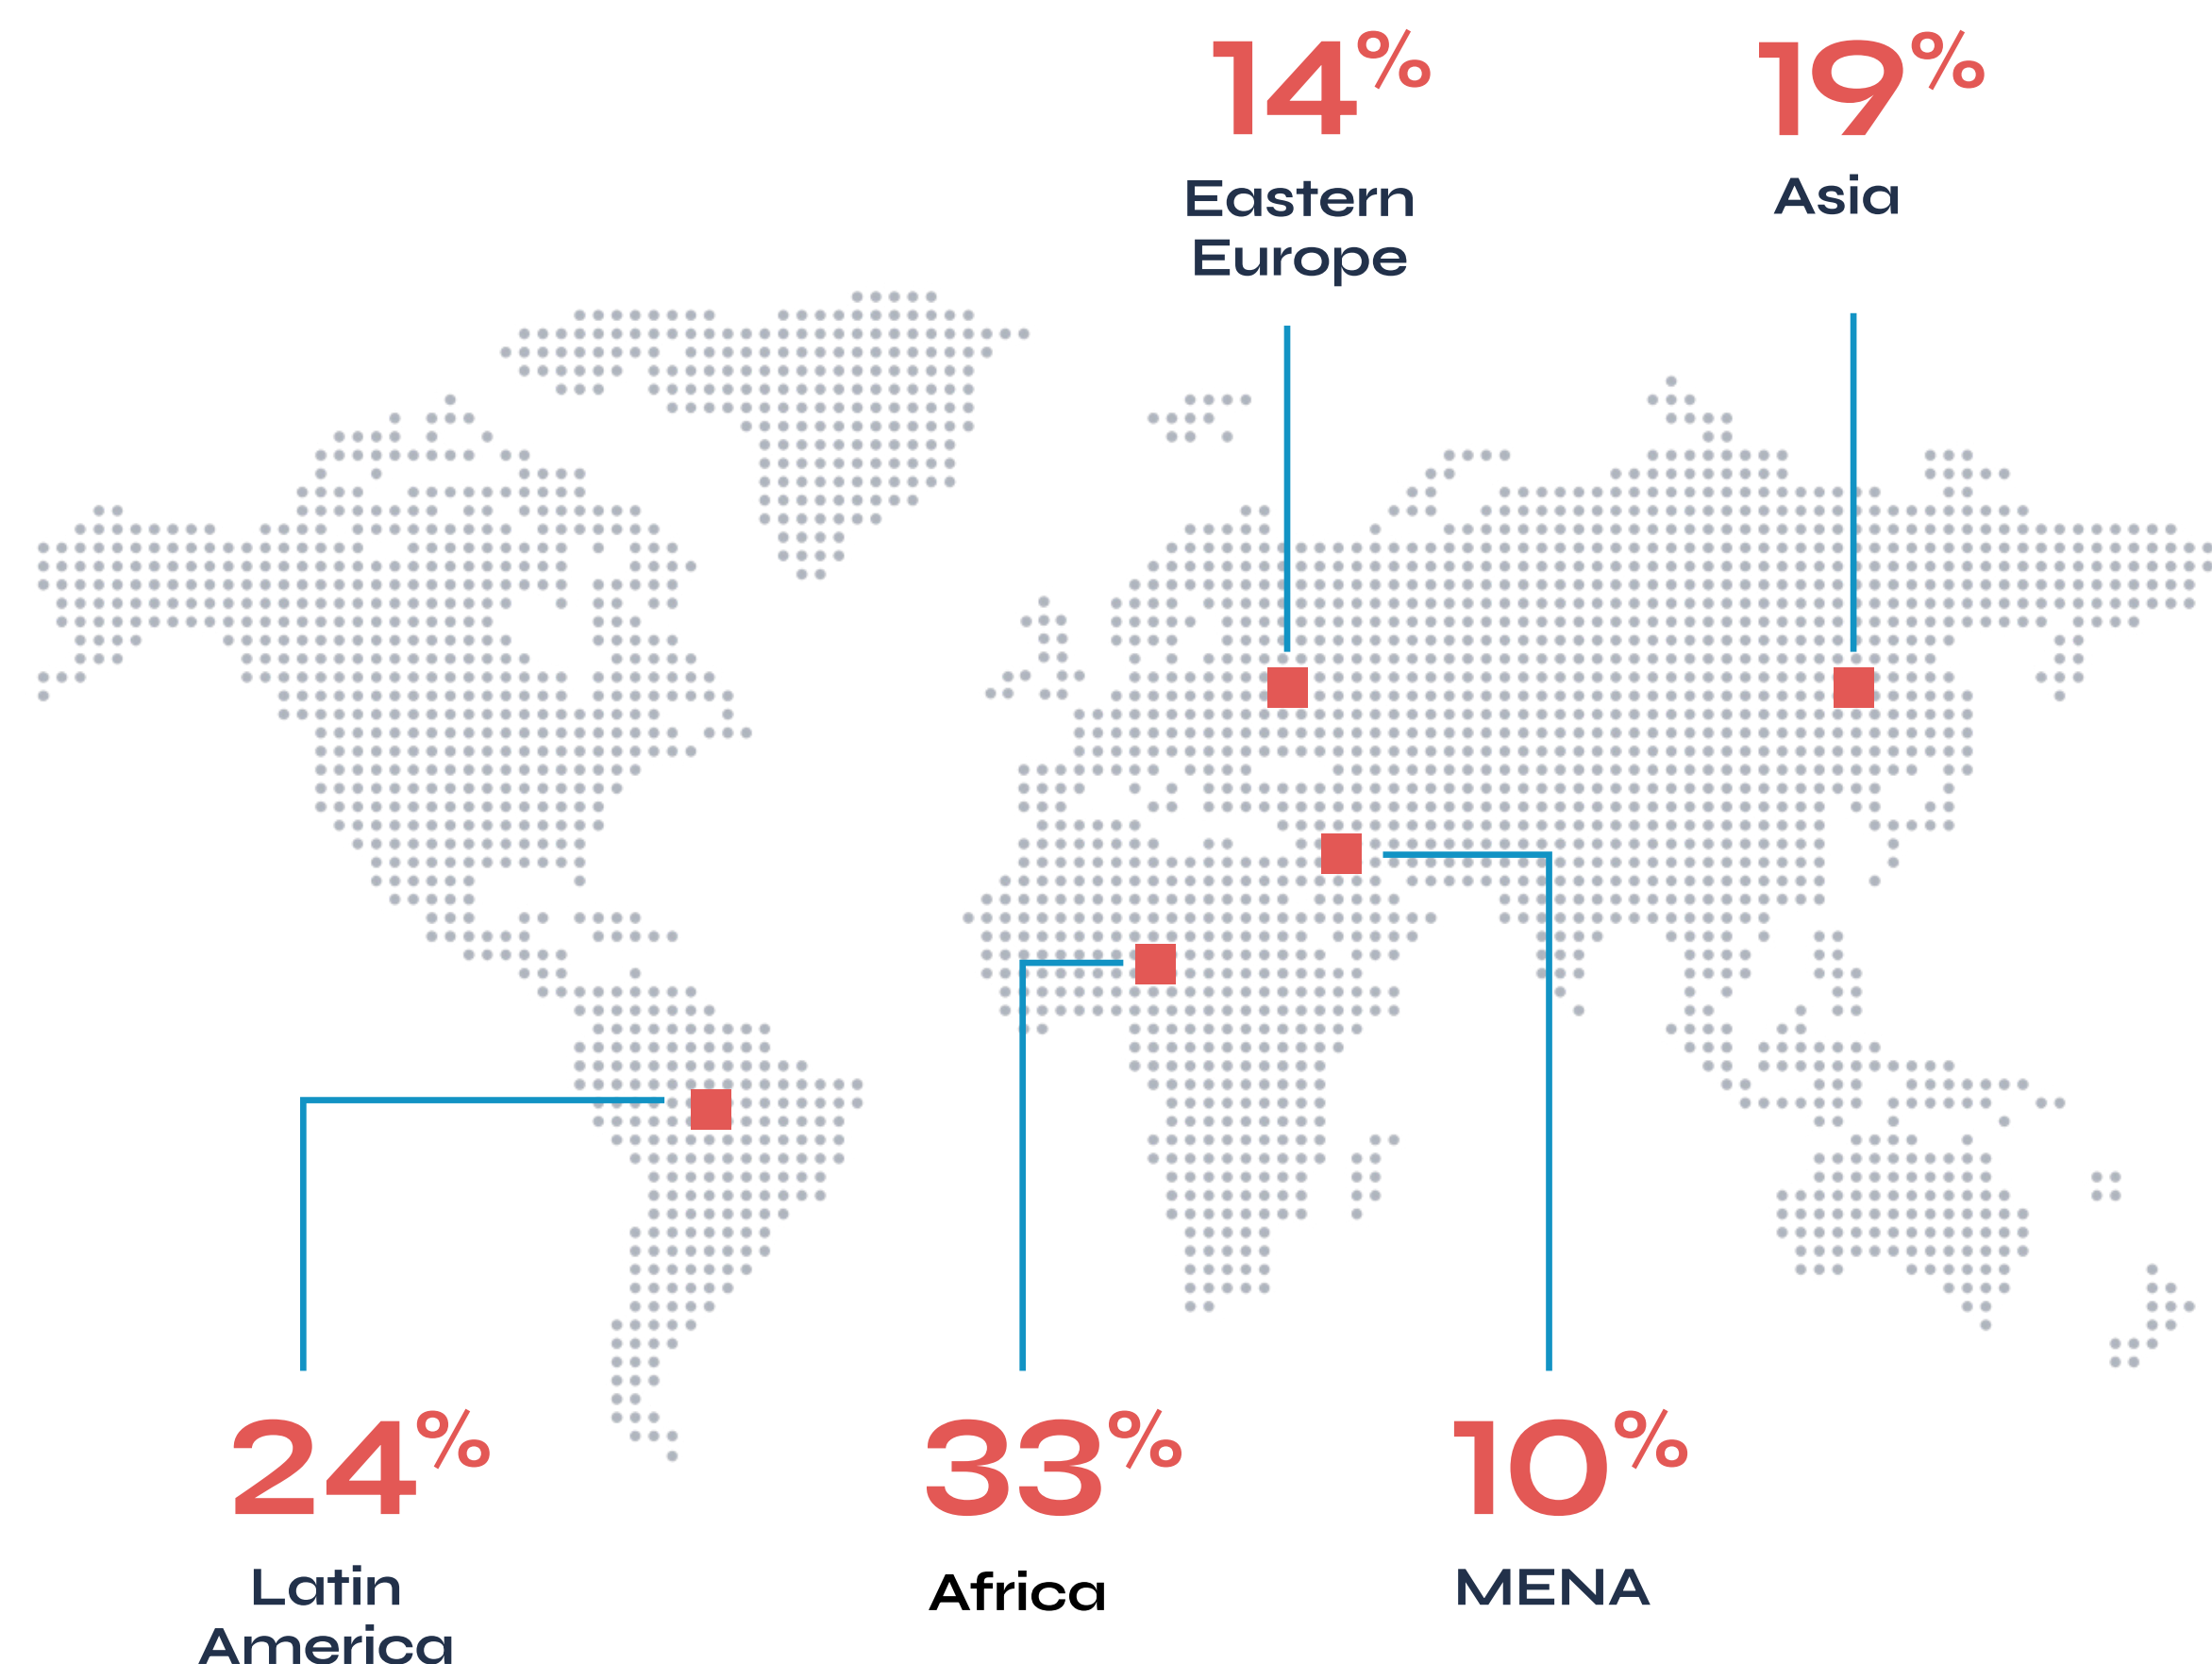 14%
Eastern
Europe
19%
Asia
24%
Latin
America
33%
Africa
10%
MENA